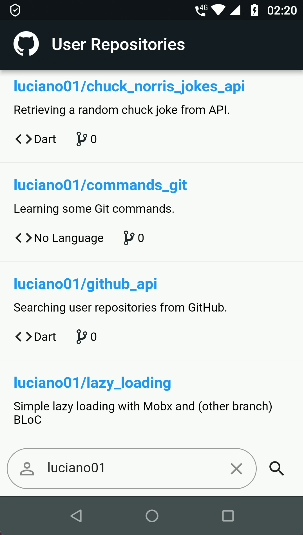 4G 02:20
User Repositories
luciano01/chuck_norris_jokes_api
Retrieving a random chuck joke from API.
Dart 0
luciano01/commands_git
Learning some Git commands.
No Language 0
luciano01/github_api
Searching user repositories from GitHub.
Dart 0
luciano01/lazy_loading
Simple lazy loading with Mobx and (other branch)
BLoC
luciano01